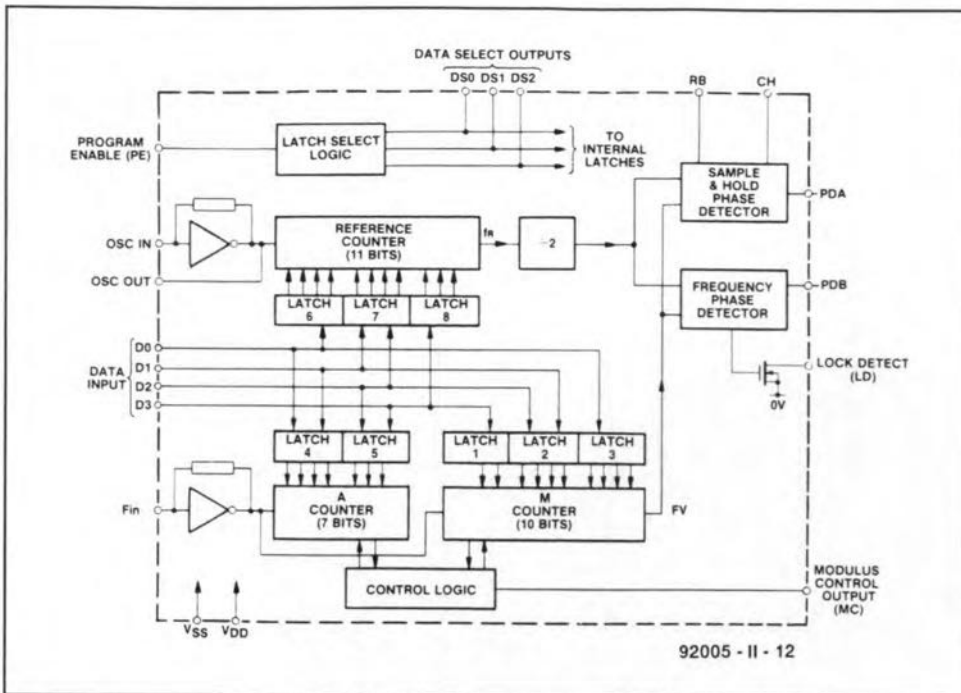 DATA SELECT OUTPUTS
DS0 DS1 DS2
RB CH
PROGRAM
ENABLE (PE)
LATCH SELECT
LOGIC
TO
INTERNAL
LATCHES
SAMPLE
& HOLD
PHASE
DETECTOR
PDA
OSC IN
OSC OUT
REFERENCE
COUNTER
(11 BITS)
fR
÷2
FREQUENCY
PHASE
DETECTOR
PDB
LATCH
6
LATCH
7
LATCH
8
LOCK DETECT
(LD)
0V
DATA
INPUT
D0
D1
D2
D3
LATCH
4
LATCH
5
LATCH
1
LATCH
2
LATCH
3
Fin
A
COUNTER
(7 BITS)
M
COUNTER
(10 BITS)
FV
CONTROL LOGIC
MODULUS
CONTROL
OUTPUT
(MC)
VSS VDD
92005 - II - 12